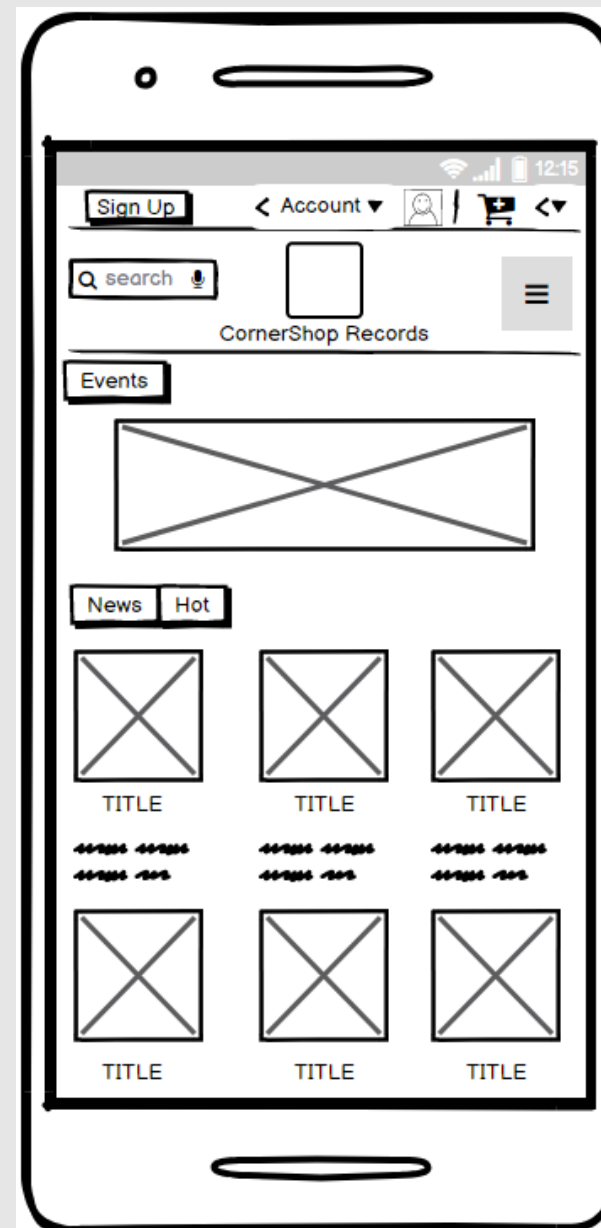 12:15
Sign Up < Account ▼ <▼
search
CornerShop Records
Events
News Hot
TITLE TITLE TITLE
TITLE TITLE TITLE